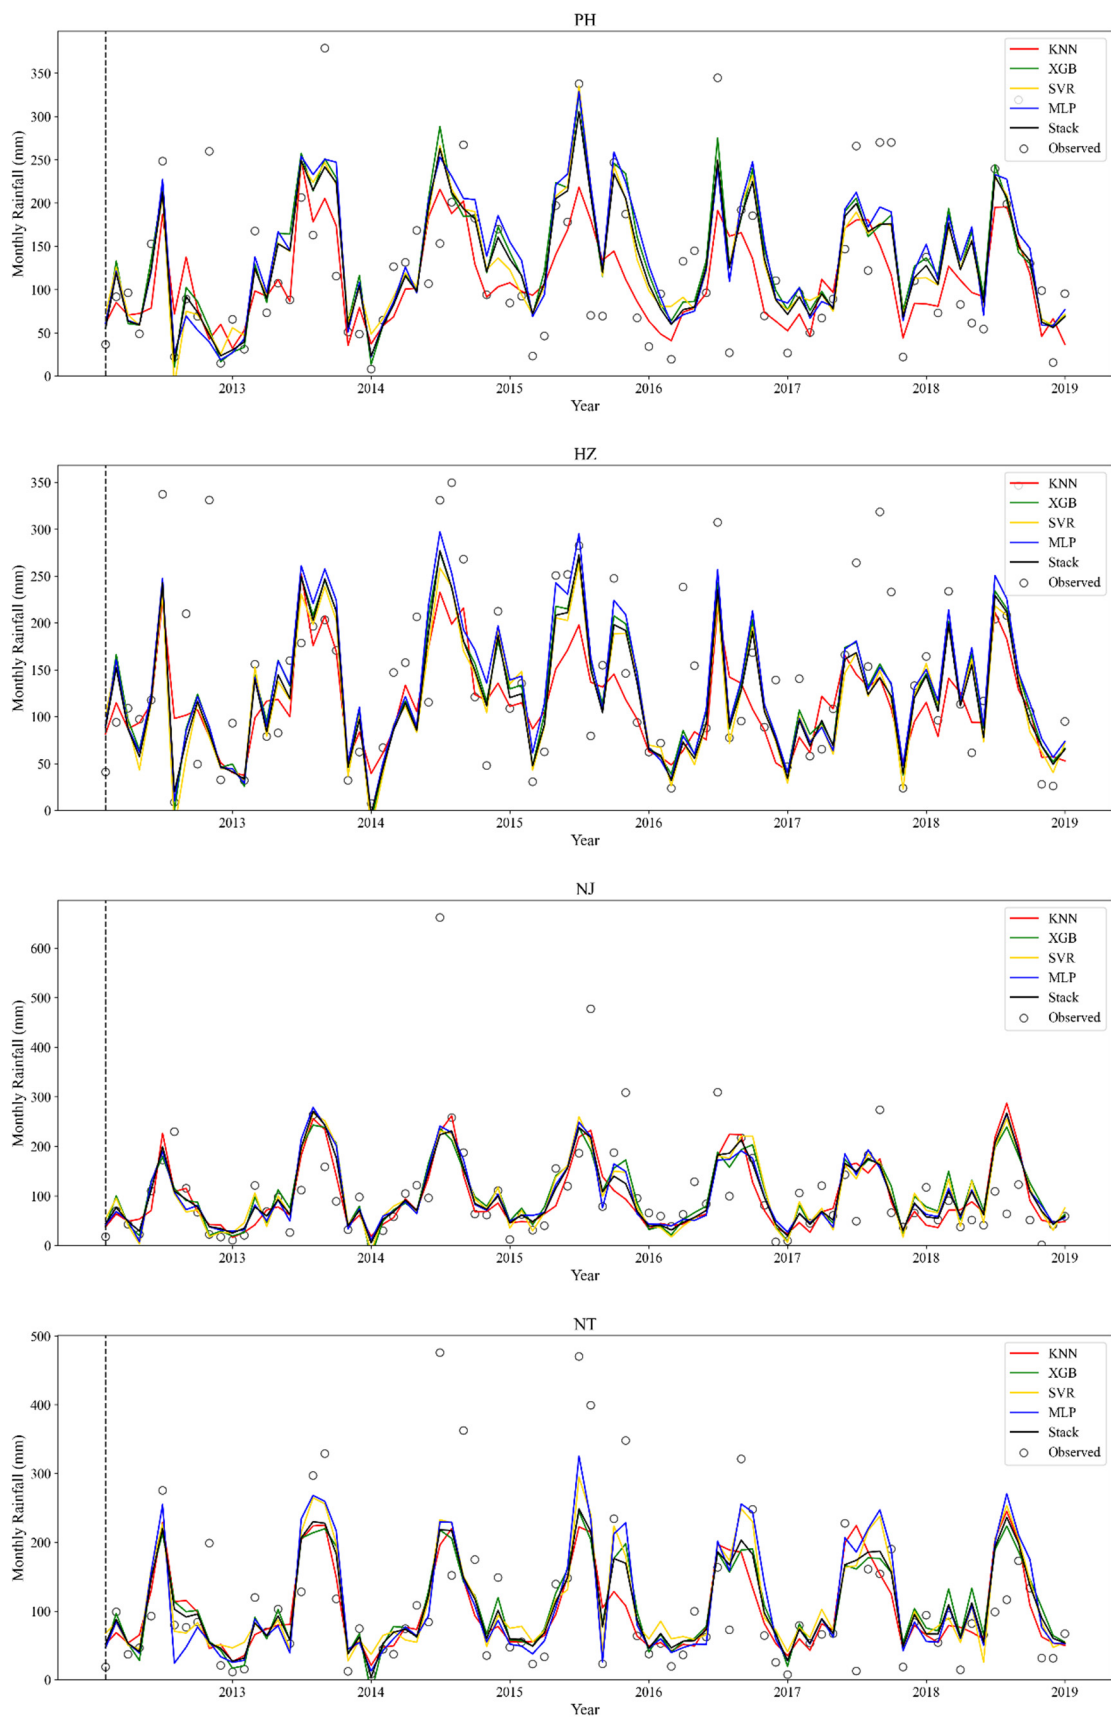 PH
Monthly Rainfall (mm)
350
300
250
200
150
100
50
0
KNN
XGB
SVR
MLP
Stack
Observed
2013 2014 2015 2016 2017 2018 2019
Year
HZ
Monthly Rainfall (mm)
350
300
250
200
150
100
50
0
KNN
XGB
SVR
MLP
Stack
Observed
2013 2014 2015 2016 2017 2018 2019
Year
NJ
Monthly Rainfall (mm)
600
500
400
300
200
100
0
KNN
XGB
SVR
MLP
Stack
Observed
2013 2014 2015 2016 2017 2018 2019
Year
NT
Monthly Rainfall (mm)
500
400
300
200
100
0
KNN
XGB
SVR
MLP
Stack
Observed
2013 2014 2015 2016 2017 2018 2019
Year